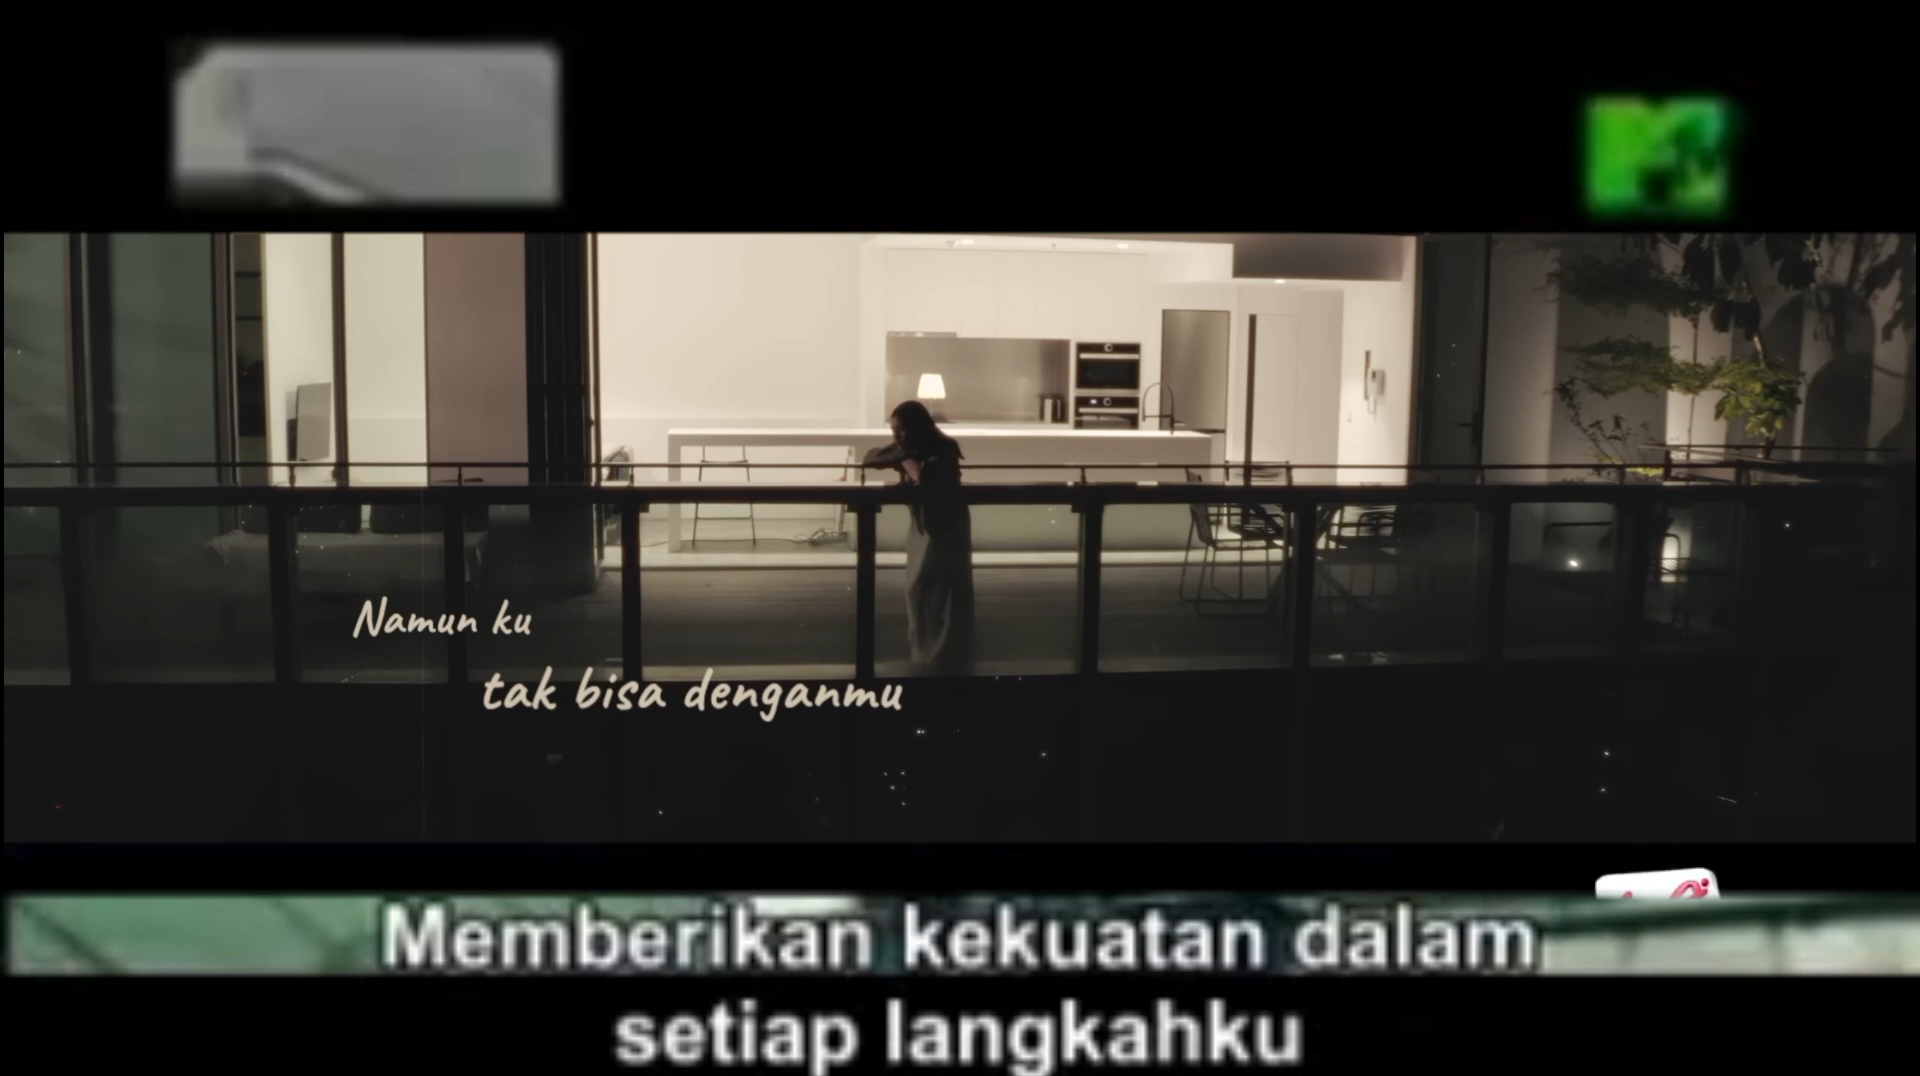 Namun ku
tak bisa denganmu
Memberikan kekuatan dalam
setiap langkahku